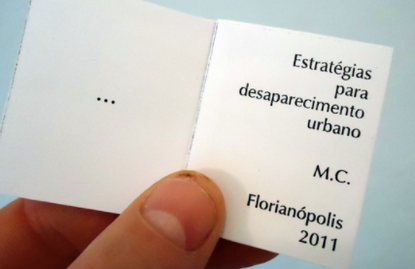 ...
Estratégias
para
desaparecimento
urbano
M.C.
Florianópolis
2011